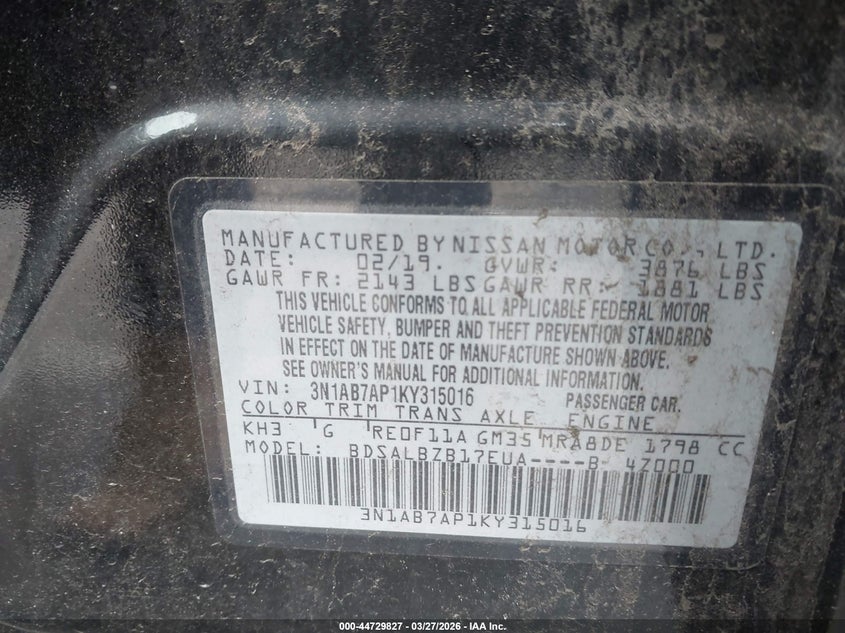 MANUFACTURED BY NISSAN MOTOR CO., LTD.
DATE: 02/19. GVWR: 3876 LBS
GAWR FR: 2143 LBS GAWR RR: 1881 LBS
THIS VEHICLE CONFORMS TO ALL APPLICABLE FEDERAL MOTOR
VEHICLE SAFETY, BUMPER AND THEFT PREVENTION STANDARDS
IN EFFECT ON THE DATE OF MANUFACTURE SHOWN ABOVE.
SEE OWNER'S MANUAL FOR ADDITIONAL INFORMATION.
VIN: 3N1AB7AP1KY315016 PASSENGER CAR.
COLOR TRIM TRANS AXLE ENGINE
KH3 G RE0F11A GM35 MRA8DE 1798 CC
MODEL: BDSALBZB17EUA----B 4Z000
3N1AB7AP1KY315016
000-44729827 - 03/27/2026 - IAA Inc.